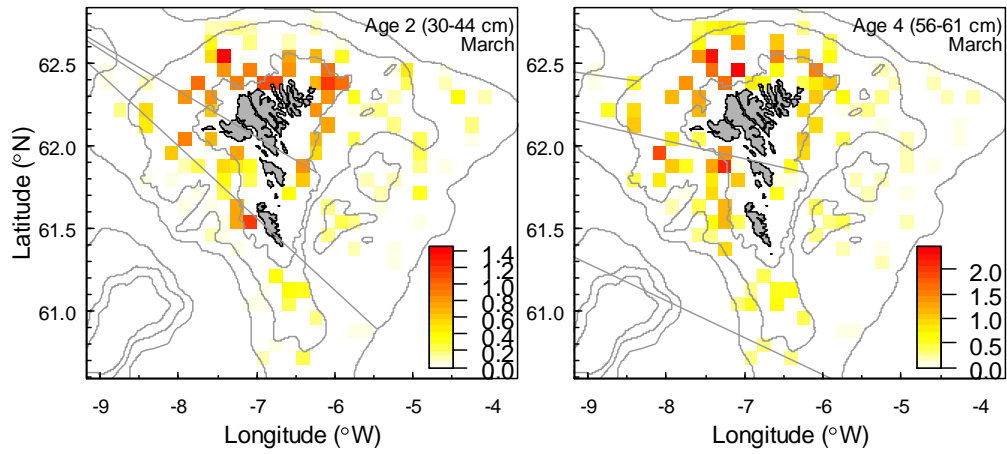 Age 2 (30-44 cm)
March
Latitude (°N)
62.5
62.0
61.5
61.0
1.4
1.2
1.0
0.8
0.6
0.4
0.2
0.0
-9 -8 -7 -6 -5 -4
Longitude (°W)
Age 4 (56-61 cm)
March
62.5
62.0
61.5
61.0
2.0
1.5
1.0
0.5
0.0
-9 -8 -7 -6 -5 -4
Longitude (°W)